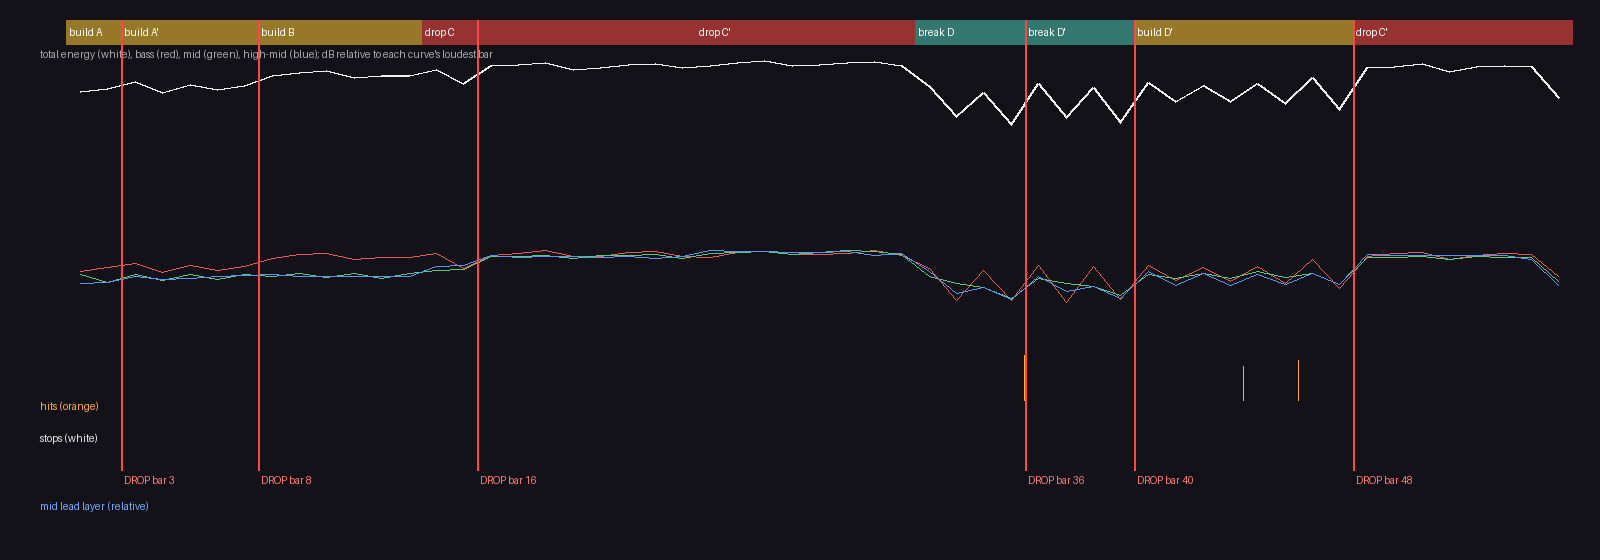 build A build A' build B drop C drop C' break D break D' build D' drop C'
total energy (white), bass (red), mid (green), high-mid (blue); dB relative to each curve's loudest bar
hits (orange)
stops (white)
DROP bar 3 DROP bar 8 DROP bar 16 DROP bar 36 DROP bar 40 DROP bar 48
mid lead layer (relative)